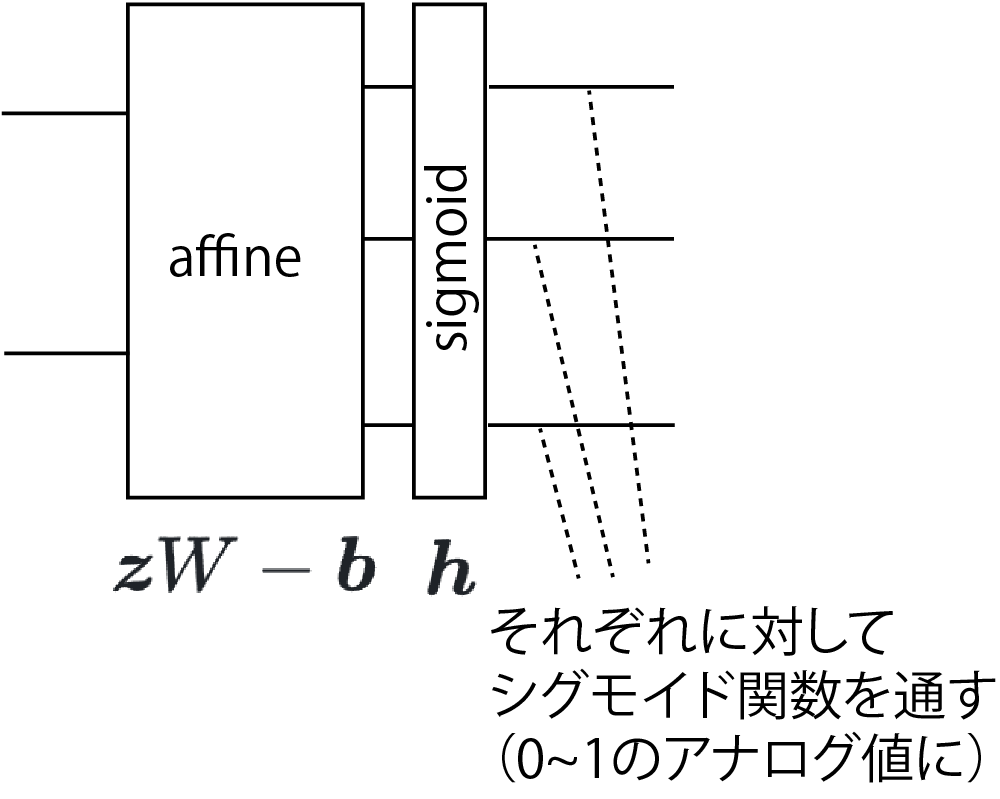 affine
sigmoid
zW − b
h
それぞれに対して
シグモイド関数を通す
（0~1のアナログ値に）